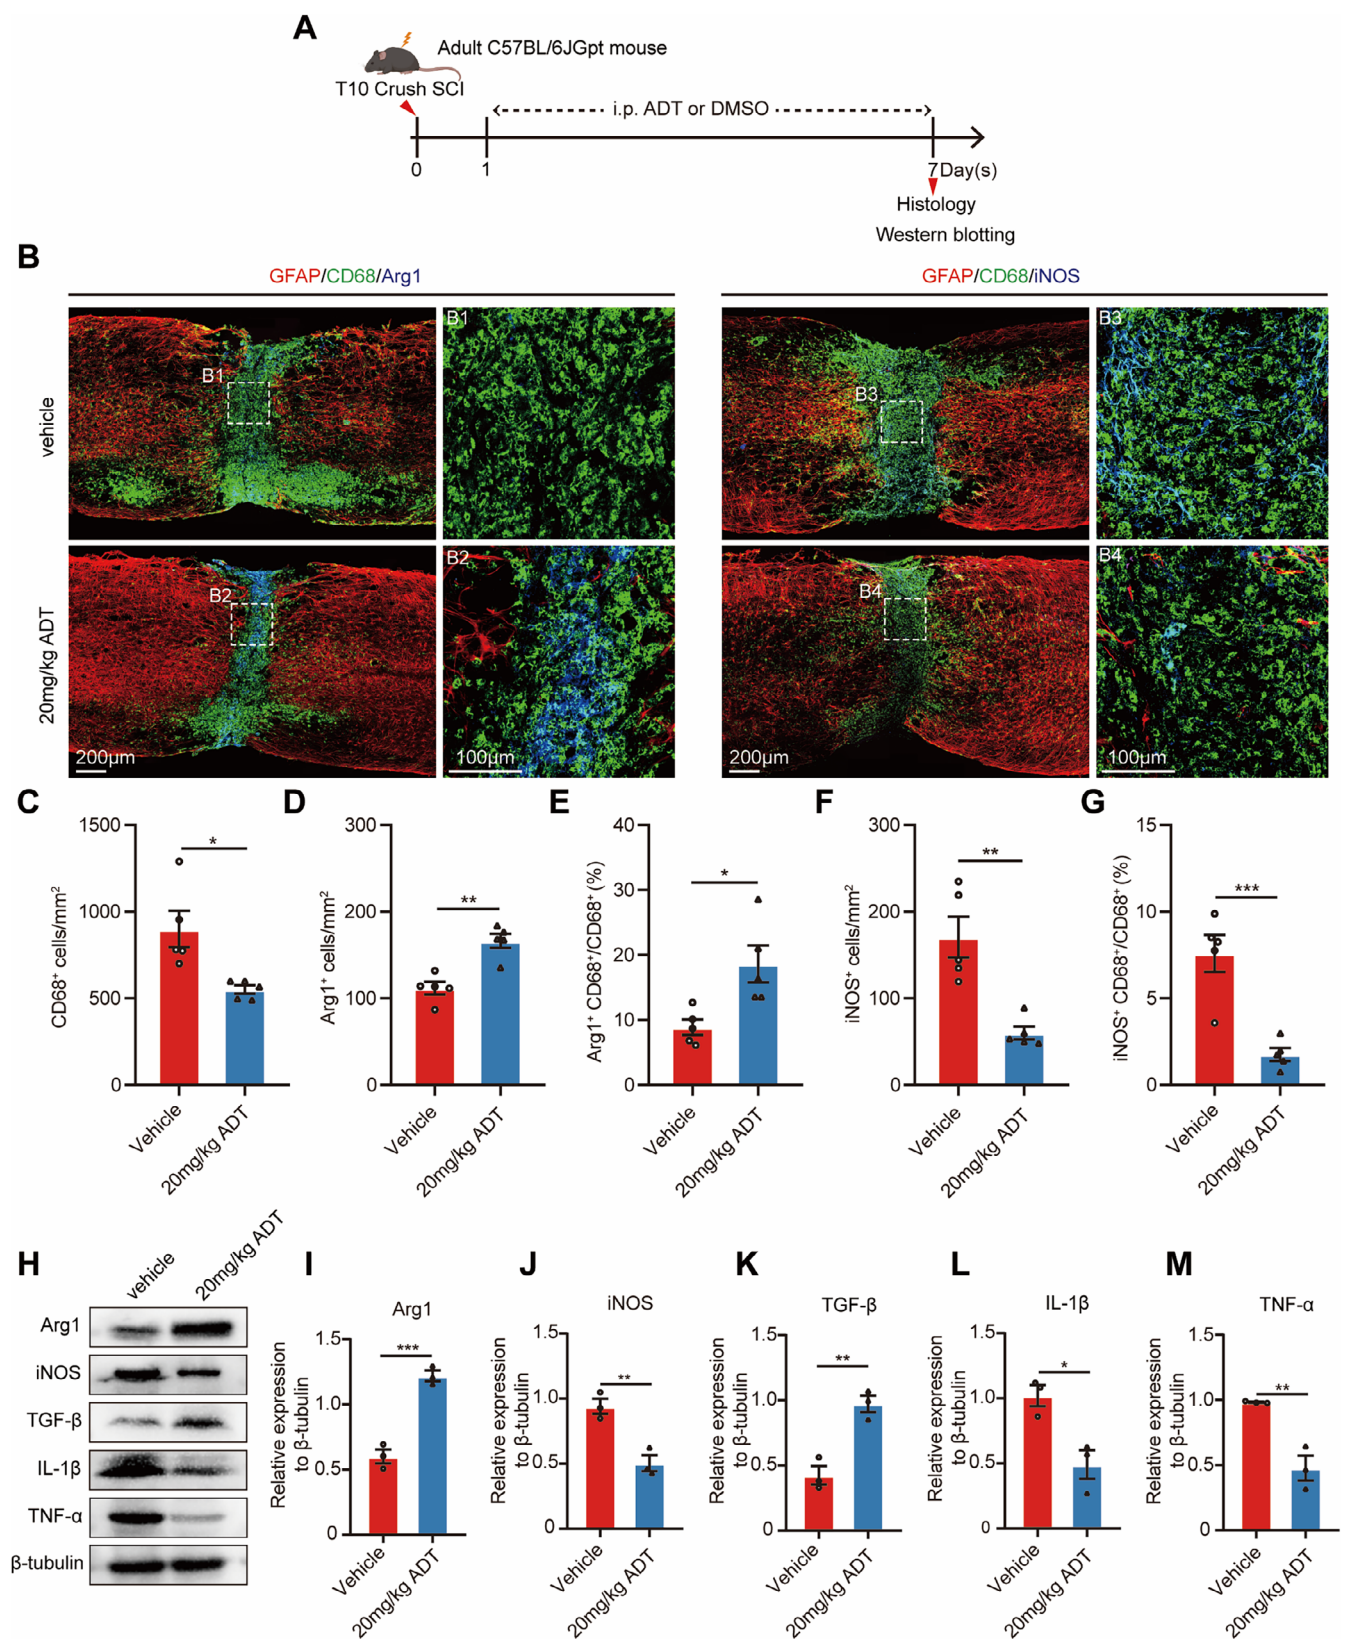 A
Adult C57BL/6JGpt mouse
T10 Crush SCI
i.p. ADT or DMSO
0
1
7Day(s)
Histology
Western blotting
B
GFAP/CD68/Arg1
GFAP/CD68/iNOS
vehicle
B1
B1
B3
B3
20mg/kg ADT
B2
B2
B4
B4
200μm
100μm
200μm
100μm
C
CD68⁺ cells/mm²
1500
1000
500
0
*
Vehicle
20mg/kg ADT
D
Arg1⁺ cells/mm²
300
200
100
0
**
Vehicle
20mg/kg ADT
E
Arg1⁺ CD68⁺/CD68⁺ (%)
40
30
20
10
0
*
Vehicle
20mg/kg ADT
F
iNOS⁺ cells/mm²
300
200
100
0
**
Vehicle
20mg/kg ADT
G
iNOS⁺ CD68⁺/CD68⁺ (%)
15
10
5
0
***
Vehicle
20mg/kg ADT
H
vehicle
20mg/kg ADT
Arg1
iNOS
TGF-β
IL-1β
TNF-α
β-tubulin
I
Arg1
Relative expression
to β-tubulin
1.5
1.0
0.5
0
***
Vehicle
20mg/kg ADT
J
iNOS
Relative expression
to β-tubulin
1.5
1.0
0.5
0
**
Vehicle
20mg/kg ADT
K
TGF-β
Relative expression
to β-tubulin
1.5
1.0
0.5
0
**
Vehicle
20mg/kg ADT
L
IL-1β
Relative expression
to β-tubulin
1.5
1.0
0.5
0
*
Vehicle
20mg/kg ADT
M
TNF-α
Relative expression
to β-tubulin
1.5
1.0
0.5
0
**
Vehicle
20mg/kg ADT